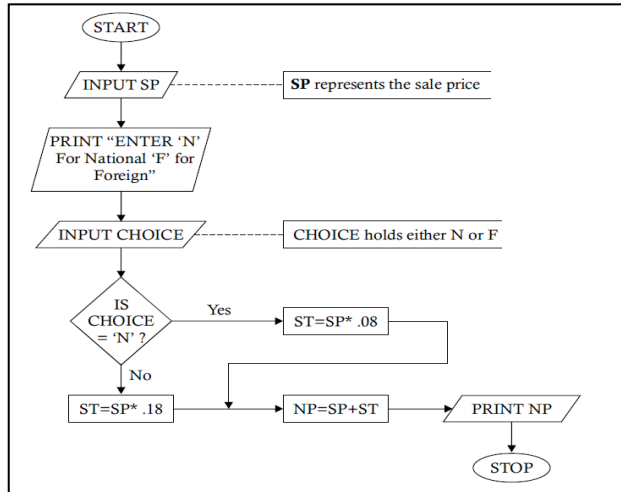 START
INPUT SP
SP represents the sale price
PRINT “ENTER ‘N’
For National ‘F’ for
Foreign”
INPUT CHOICE
CHOICE holds either N or F
IS
CHOICE
= ‘N’ ?
Yes
ST=SP* .08
No
ST=SP* .18
NP=SP+ST
PRINT NP
STOP